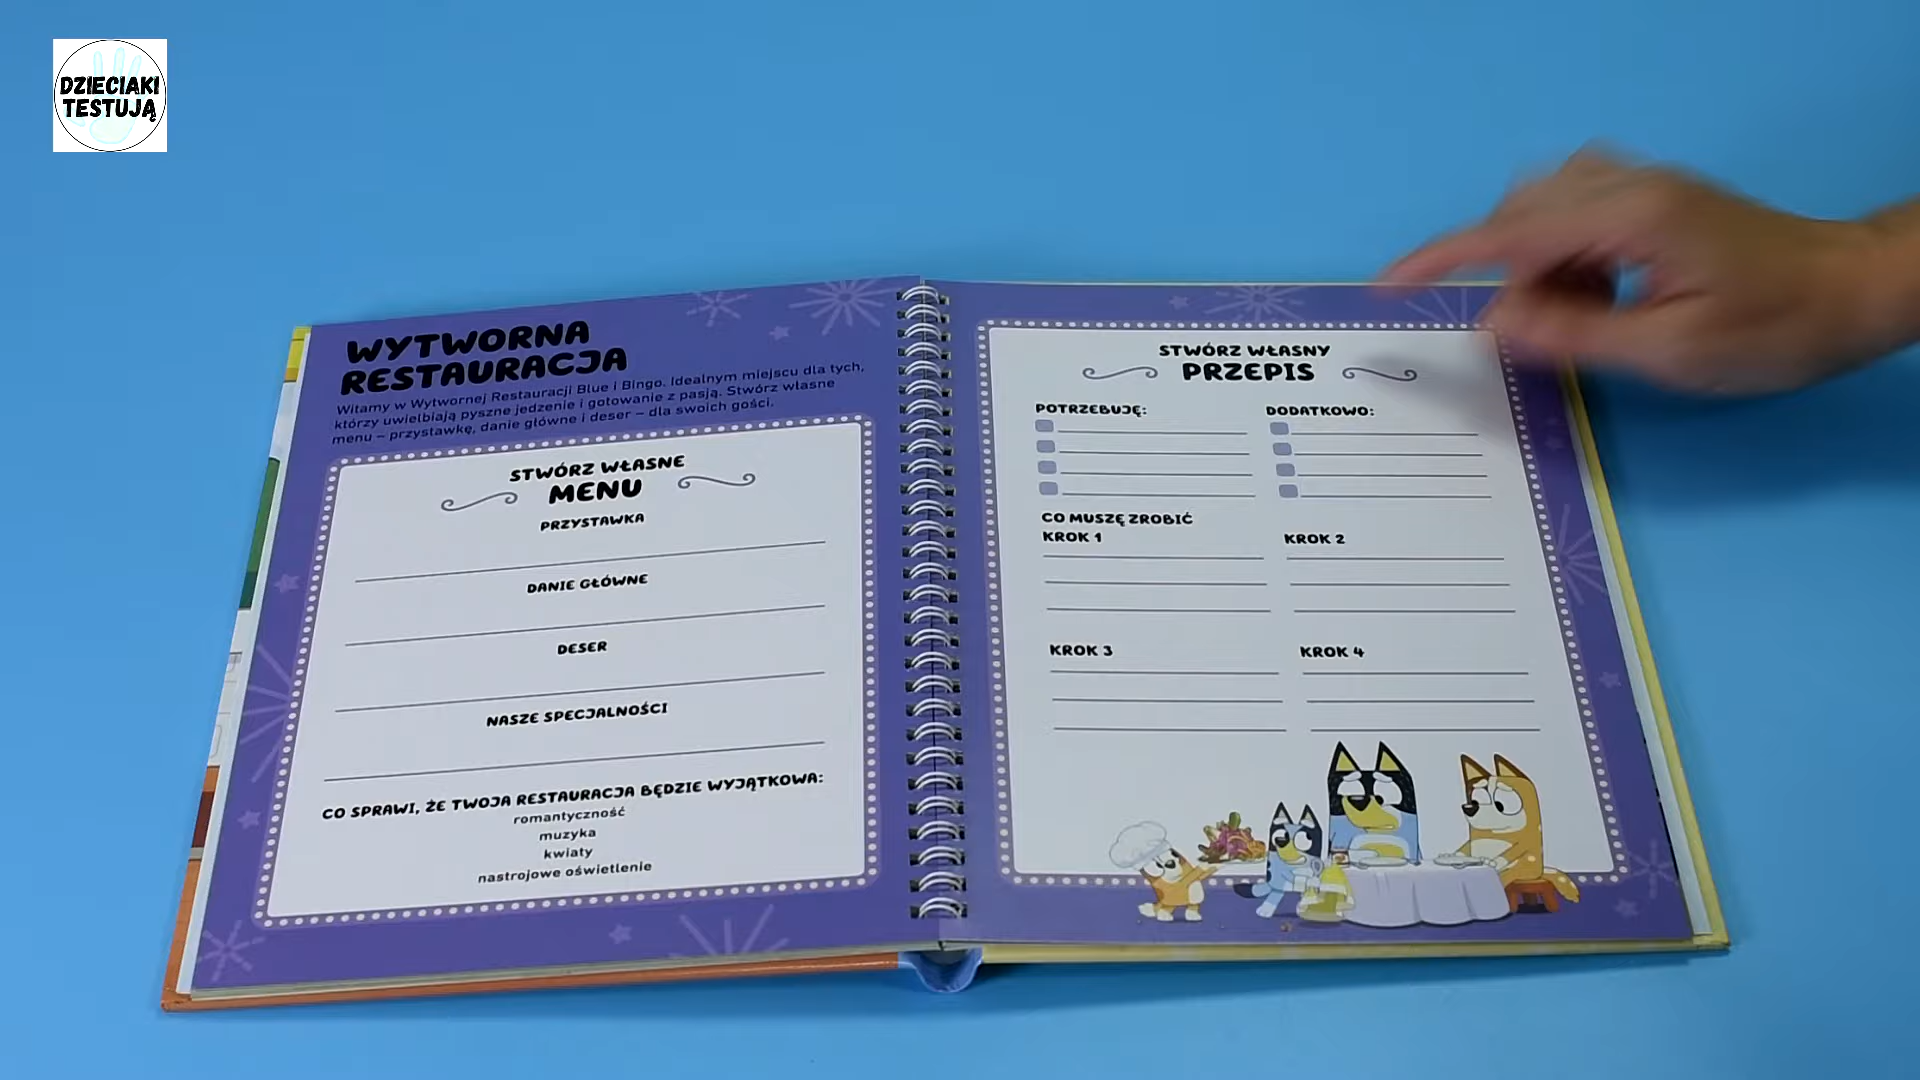 DZIECIAKI
TESTUJĄ
WYTWORNA
RESTAURACJA
Witamy w Wytwornej Restauracji Blue i Bingo. Idealnym miejscu dla tych,
którzy uwielbiają pyszne jedzenie i gotowanie z pasją. Stwórz własne
menu – przystawkę, danie główne i deser – dla swoich gości.
STWÓRZ WŁASNE
MENU
PRZYSTAWKA
DANIE GŁÓWNE
DESER
NASZE SPECJALNOŚCI
CO SPRAWI, ŻE TWOJA RESTAURACJA BĘDZIE WYJĄTKOWA:
romantyczność
muzyka
kwiaty
nastrojowe oświetlenie
STWÓRZ WŁASNY
PRZEPIS
POTRZEBUJĘ:
DODATKOWO:
CO MUSZĘ ZROBIĆ
KROK 1
KROK 2
KROK 3
KROK 4